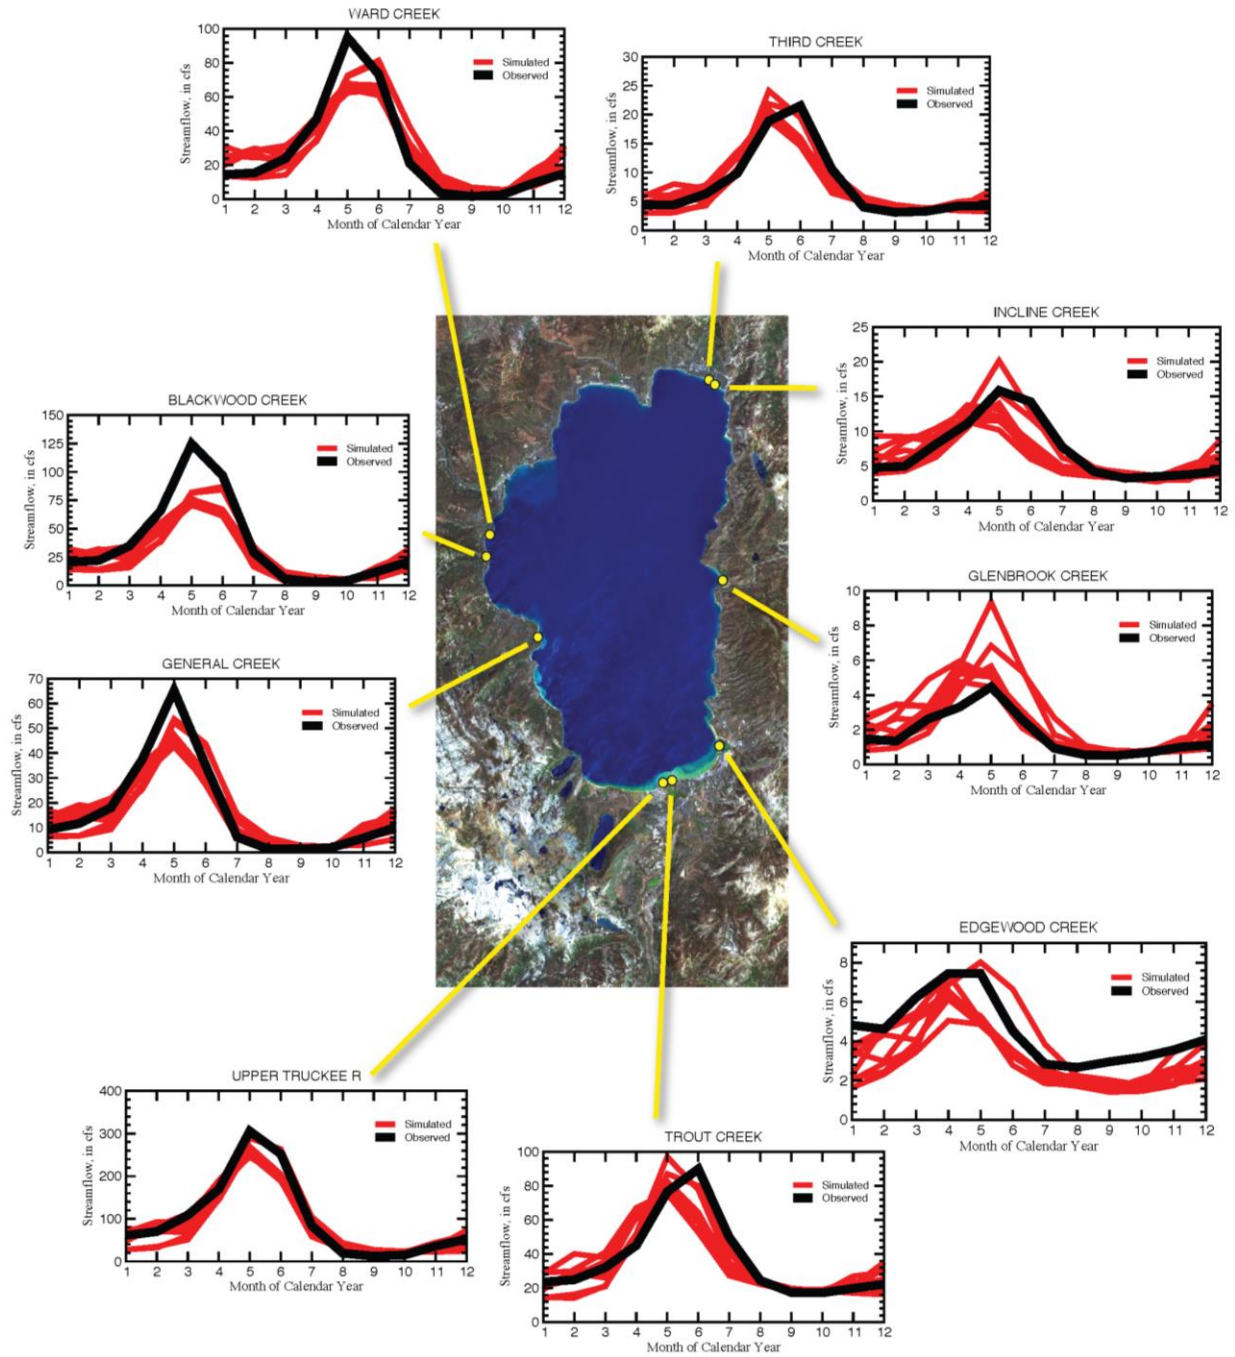 WARD CREEK
100
80
60
40
20
0
Streamflow, in cfs
Simulated
Observed
1 2 3 4 5 6 7 8 9 10 11 12
Month of Calendar Year
THIRD CREEK
30
25
20
15
10
5
0
Streamflow, in cfs
Simulated
Observed
1 2 3 4 5 6 7 8 9 10 11 12
Month of Calendar Year
INCLINE CREEK
25
20
15
10
5
0
Streamflow, in cfs
Simulated
Observed
1 2 3 4 5 6 7 8 9 10 11 12
Month of Calendar Year
BLACKWOOD CREEK
150
125
100
75
50
25
0
Streamflow, in cfs
Simulated
Observed
1 2 3 4 5 6 7 8 9 10 11 12
Month of Calendar Year
GLENBROOK CREEK
10
8
6
4
2
0
Streamflow, in cfs
Simulated
Observed
1 2 3 4 5 6 7 8 9 10 11 12
Month of Calendar Year
GENERAL CREEK
70
60
50
40
30
20
10
0
Streamflow, in cfs
Simulated
Observed
1 2 3 4 5 6 7 8 9 10 11 12
Month of Calendar Year
EDGEWOOD CREEK
8
6
4
2
0
Streamflow, in cfs
Simulated
Observed
1 2 3 4 5 6 7 8 9 10 11 12
Month of Calendar Year
UPPER TRUCKEE R
400
300
200
100
0
Streamflow, in cfs
Simulated
Observed
1 2 3 4 5 6 7 8 9 10 11 12
Month of Calendar Year
TROUT CREEK
100
80
60
40
20
0
Streamflow, in cfs
Simulated
Observed
1 2 3 4 5 6 7 8 9 10 11 12
Month of Calendar Year